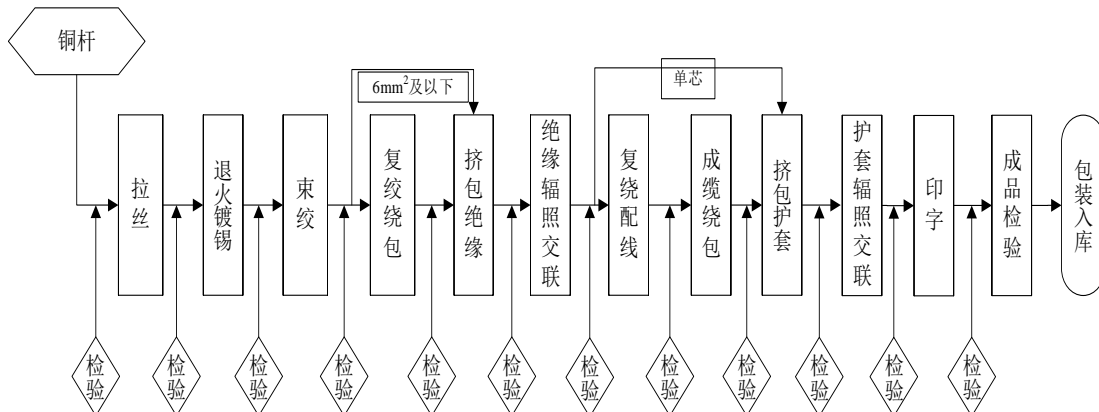 铜杆
6mm²及以下
单芯
拉丝
退火镀锡
束绞
复绞绕包
挤包绝缘
绝缘辐照交联
复绕配线
成缆绕包
挤包护套
护套辐照交联
印字
成品检验
包装入库
检验
检验
检验
检验
检验
检验
检验
检验
检验
检验
检验
检验